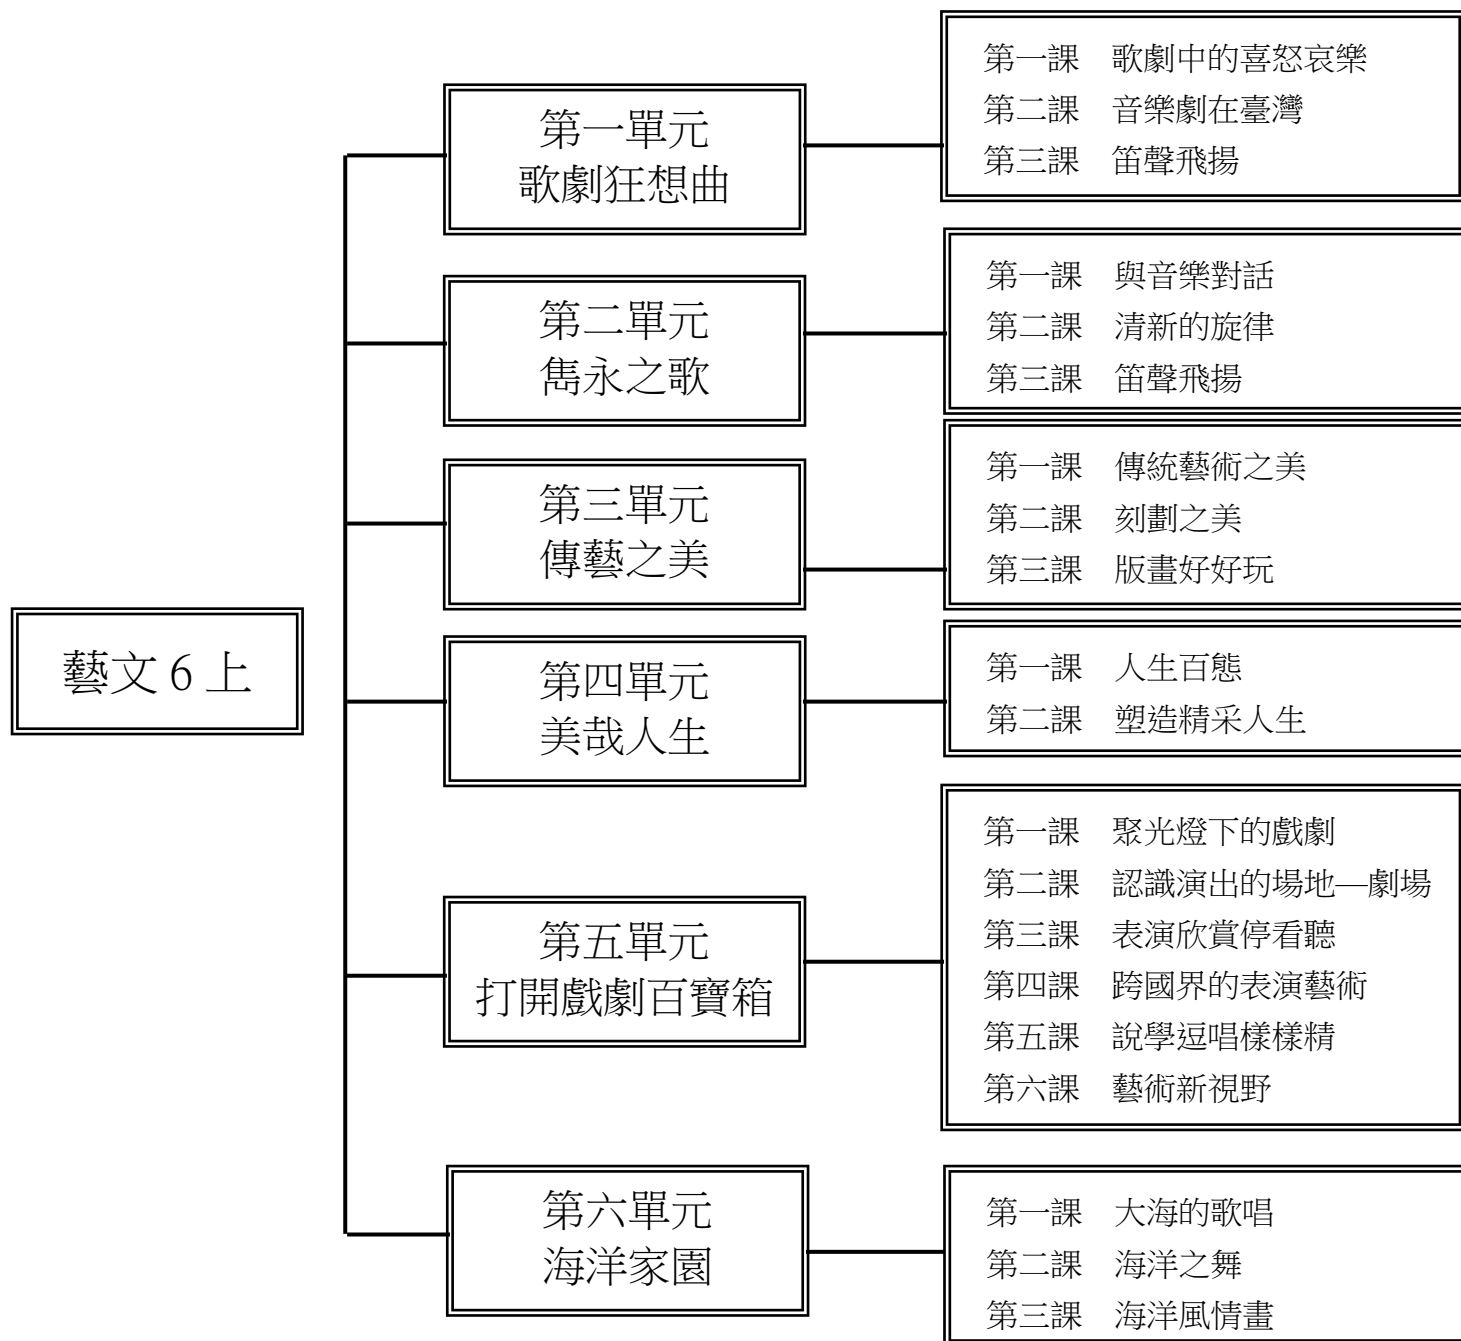 藝文6上
第一單元
歌劇狂想曲
第一課　歌劇中的喜怒哀樂
第二課　音樂劇在臺灣
第三課　笛聲飛揚
第二單元
雋永之歌
第一課　與音樂對話
第二課　清新的旋律
第三課　笛聲飛揚
第三單元
傳藝之美
第一課　傳統藝術之美
第二課　刻劃之美
第三課　版畫好好玩
第四單元
美哉人生
第一課　人生百態
第二課　塑造精采人生
第五單元
打開戲劇百寶箱
第一課　聚光燈下的戲劇
第二課　認識演出的場地—劇場
第三課　表演欣賞停看聽
第四課　跨國界的表演藝術
第五課　說學逗唱樣樣精
第六課　藝術新視野
第六單元
海洋家園
第一課　大海的歌唱
第二課　海洋之舞
第三課　海洋風情畫